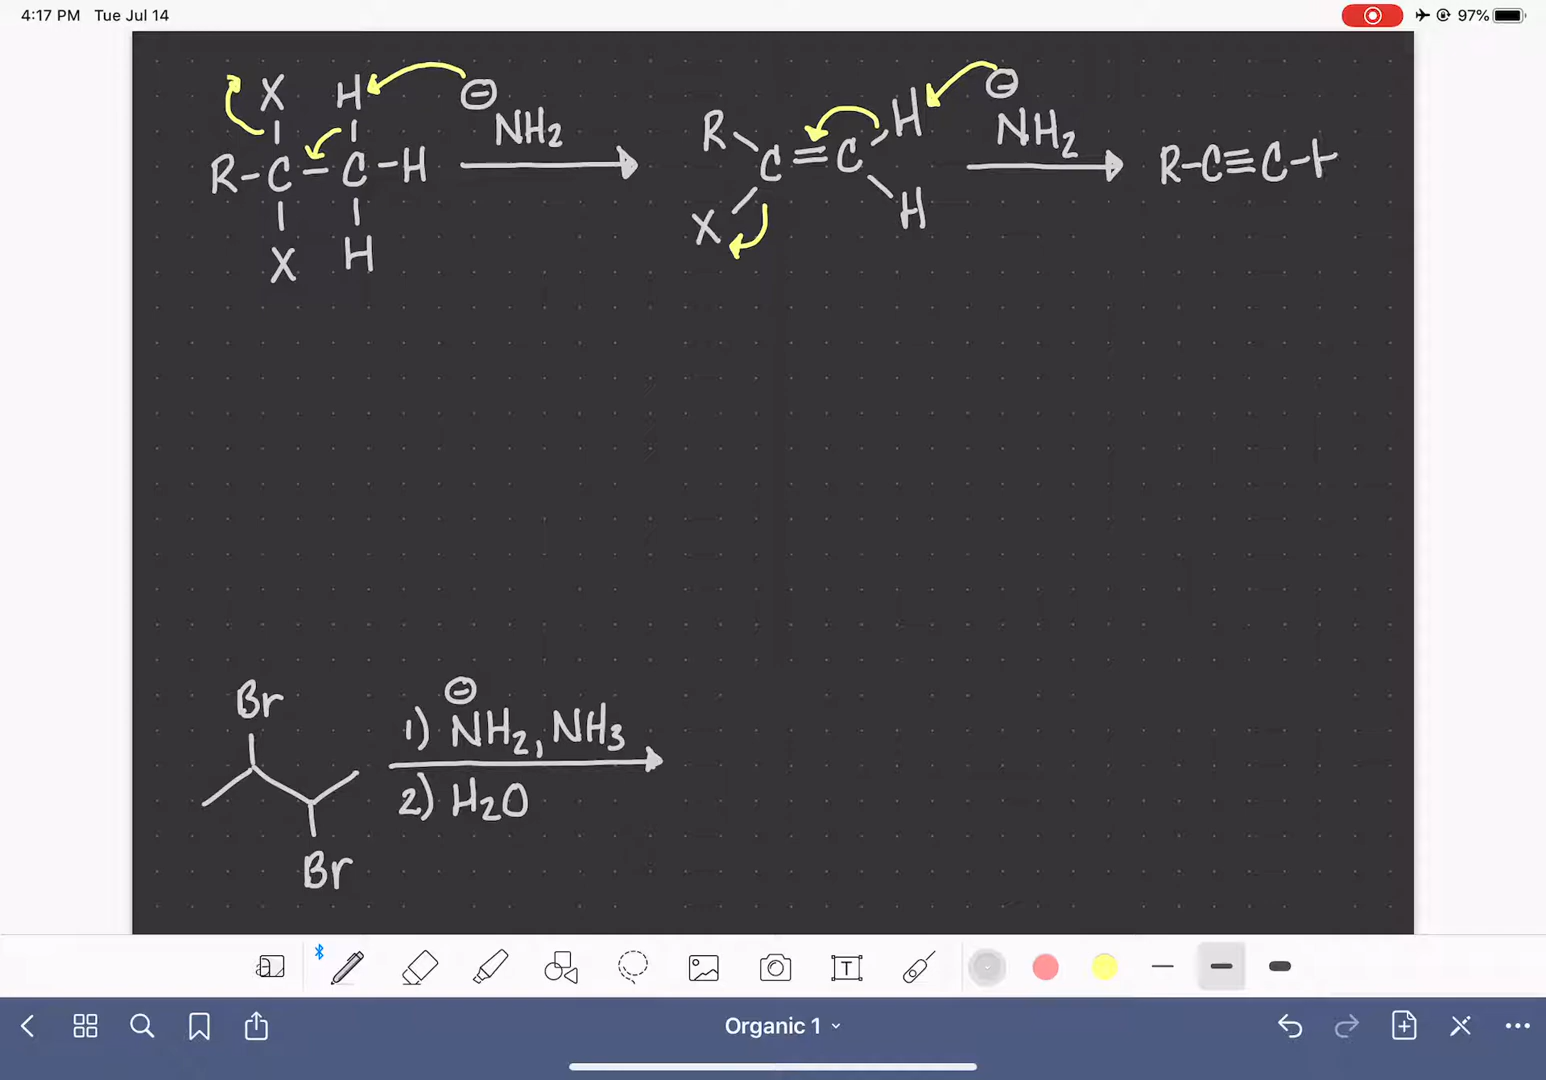 4:17 PM Tue Jul 14
97%
X H ⊖ NH2
R-C-C-H
X H
R H ⊖ NH2
C=C
X H
R-C≡C-H
Br
1) ⊖NH2, NH3
2) H2O
Br
T
Organic 1